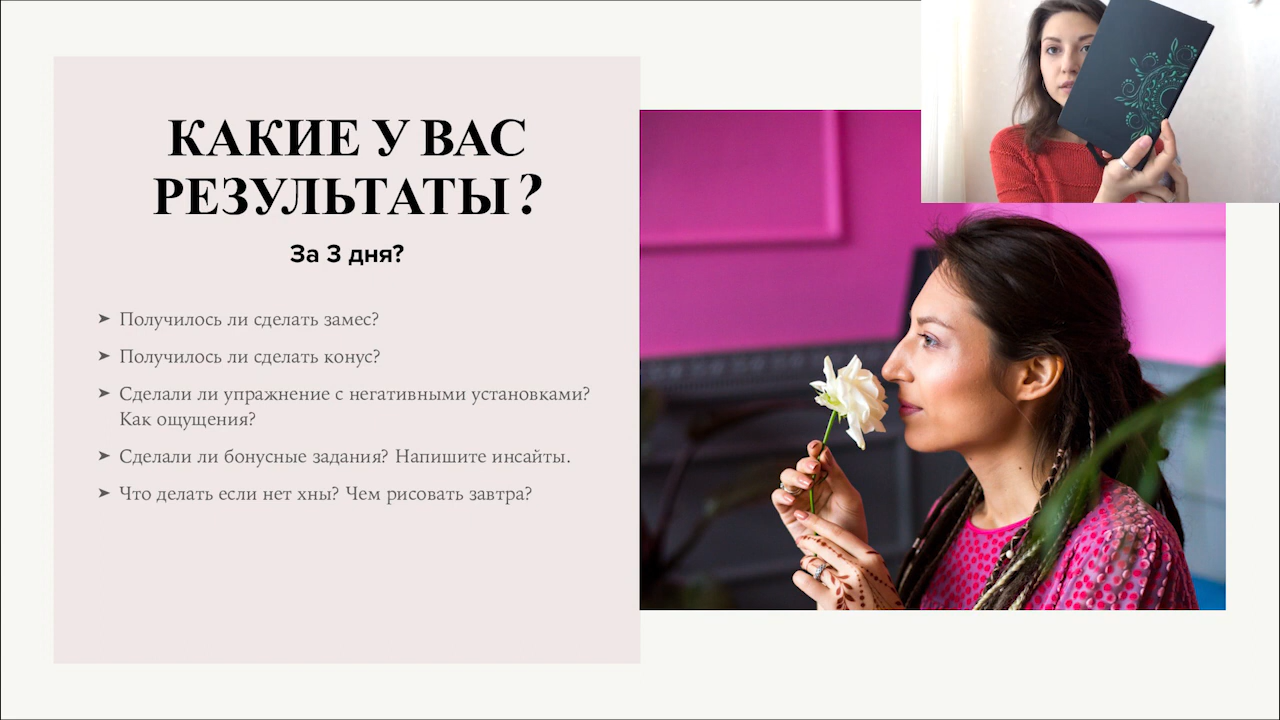 КАКИЕ У ВАС
РЕЗУЛЬТАТЫ?
За 3 дня?
➤ Получилось ли сделать замес?
➤ Получилось ли сделать конус?
➤ Сделали ли упражнение с негативными установками?
Как ощущения?
➤ Сделали ли бонусные задания? Напишите инсайты.
➤ Что делать если нет хны? Чем рисовать завтра?